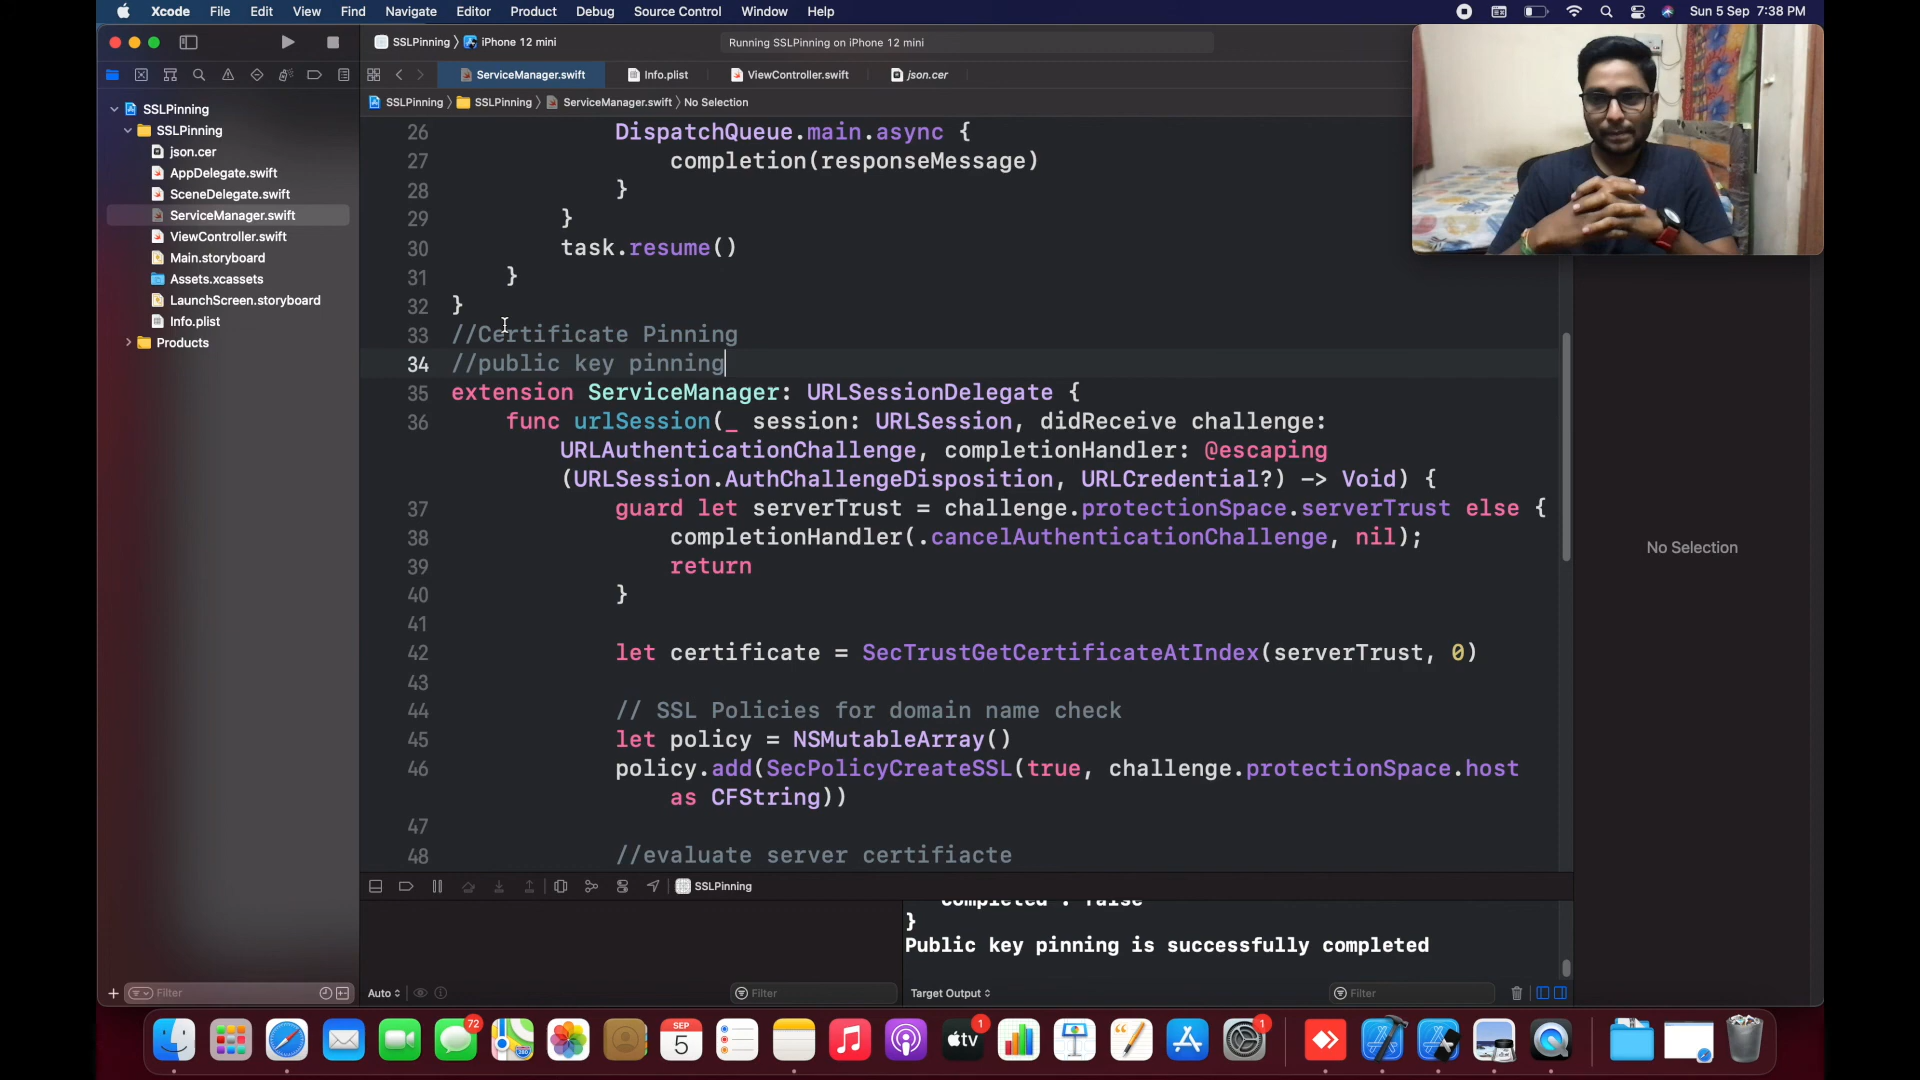 Xcode File Edit View Find Navigate Editor Product Debug Source Control Window Help
Sun 5 Sep 7:38 PM
SSLPinning iPhone 12 mini
Running SSLPinning on iPhone 12 mini
ServiceManager.swift Info.plist ViewController.swift json.cer
SSLPinning SSLPinning ServiceManager.swift No Selection
SSLPinning
SSLPinning
json.cer
AppDelegate.swift
SceneDelegate.swift
ServiceManager.swift
ViewController.swift
Main.storyboard
Assets.xcassets
LaunchScreen.storyboard
Info.plist
Products
26 DispatchQueue.main.async {
27 completion(responseMessage)
28 }
29 }
30 task.resume()
31 }
32 }
33 //Certificate Pinning
34 //public key pinning
35 extension ServiceManager: URLSessionDelegate {
36 func urlSession(_ session: URLSession, didReceive challenge:
URLAuthenticationChallenge, completionHandler: @escaping
(URLSession.AuthChallengeDisposition, URLCredential?) -> Void) {
37 guard let serverTrust = challenge.protectionSpace.serverTrust else {
38 completionHandler(.cancelAuthenticationChallenge, nil);
39 return
40 }
41
42 let certificate = SecTrustGetCertificateAtIndex(serverTrust, 0)
43
44 // SSL Policies for domain name check
45 let policy = NSMutableArray()
46 policy.add(SecPolicyCreateSSL(true, challenge.protectionSpace.host
as CFString))
47
48 //evaluate server certifiacte
No Selection
SSLPinning
completed : false
}
Public key pinning is successfully completed
Filter
Auto
Filter
Target Output
Filter
72
SEP
5
tv
1
1